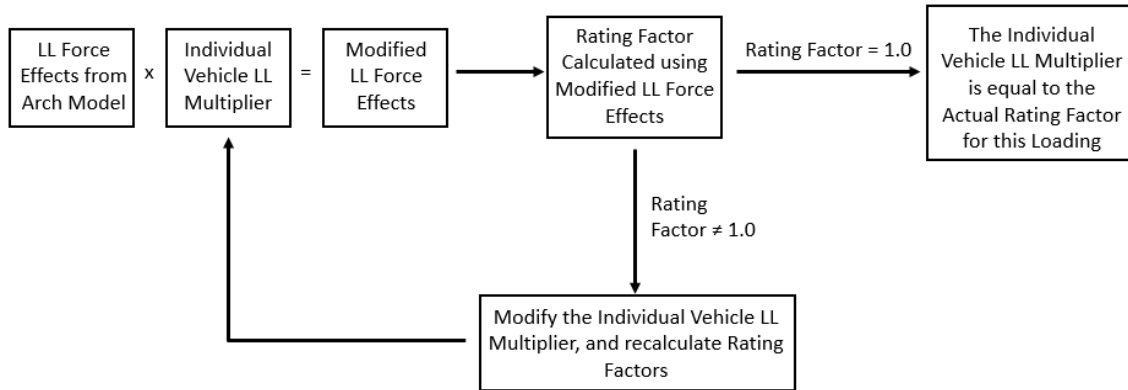 LL Force
Effects from
Arch Model
x
Individual
Vehicle LL
Multiplier
=
Modified
LL Force
Effects
Rating Factor
Calculated using
Modified LL Force
Effects
Rating Factor = 1.0
The Individual
Vehicle LL Multiplier
is equal to the
Actual Rating Factor
for this Loading
Rating
Factor ≠ 1.0
Modify the Individual Vehicle LL
Multiplier, and recalculate Rating
Factors